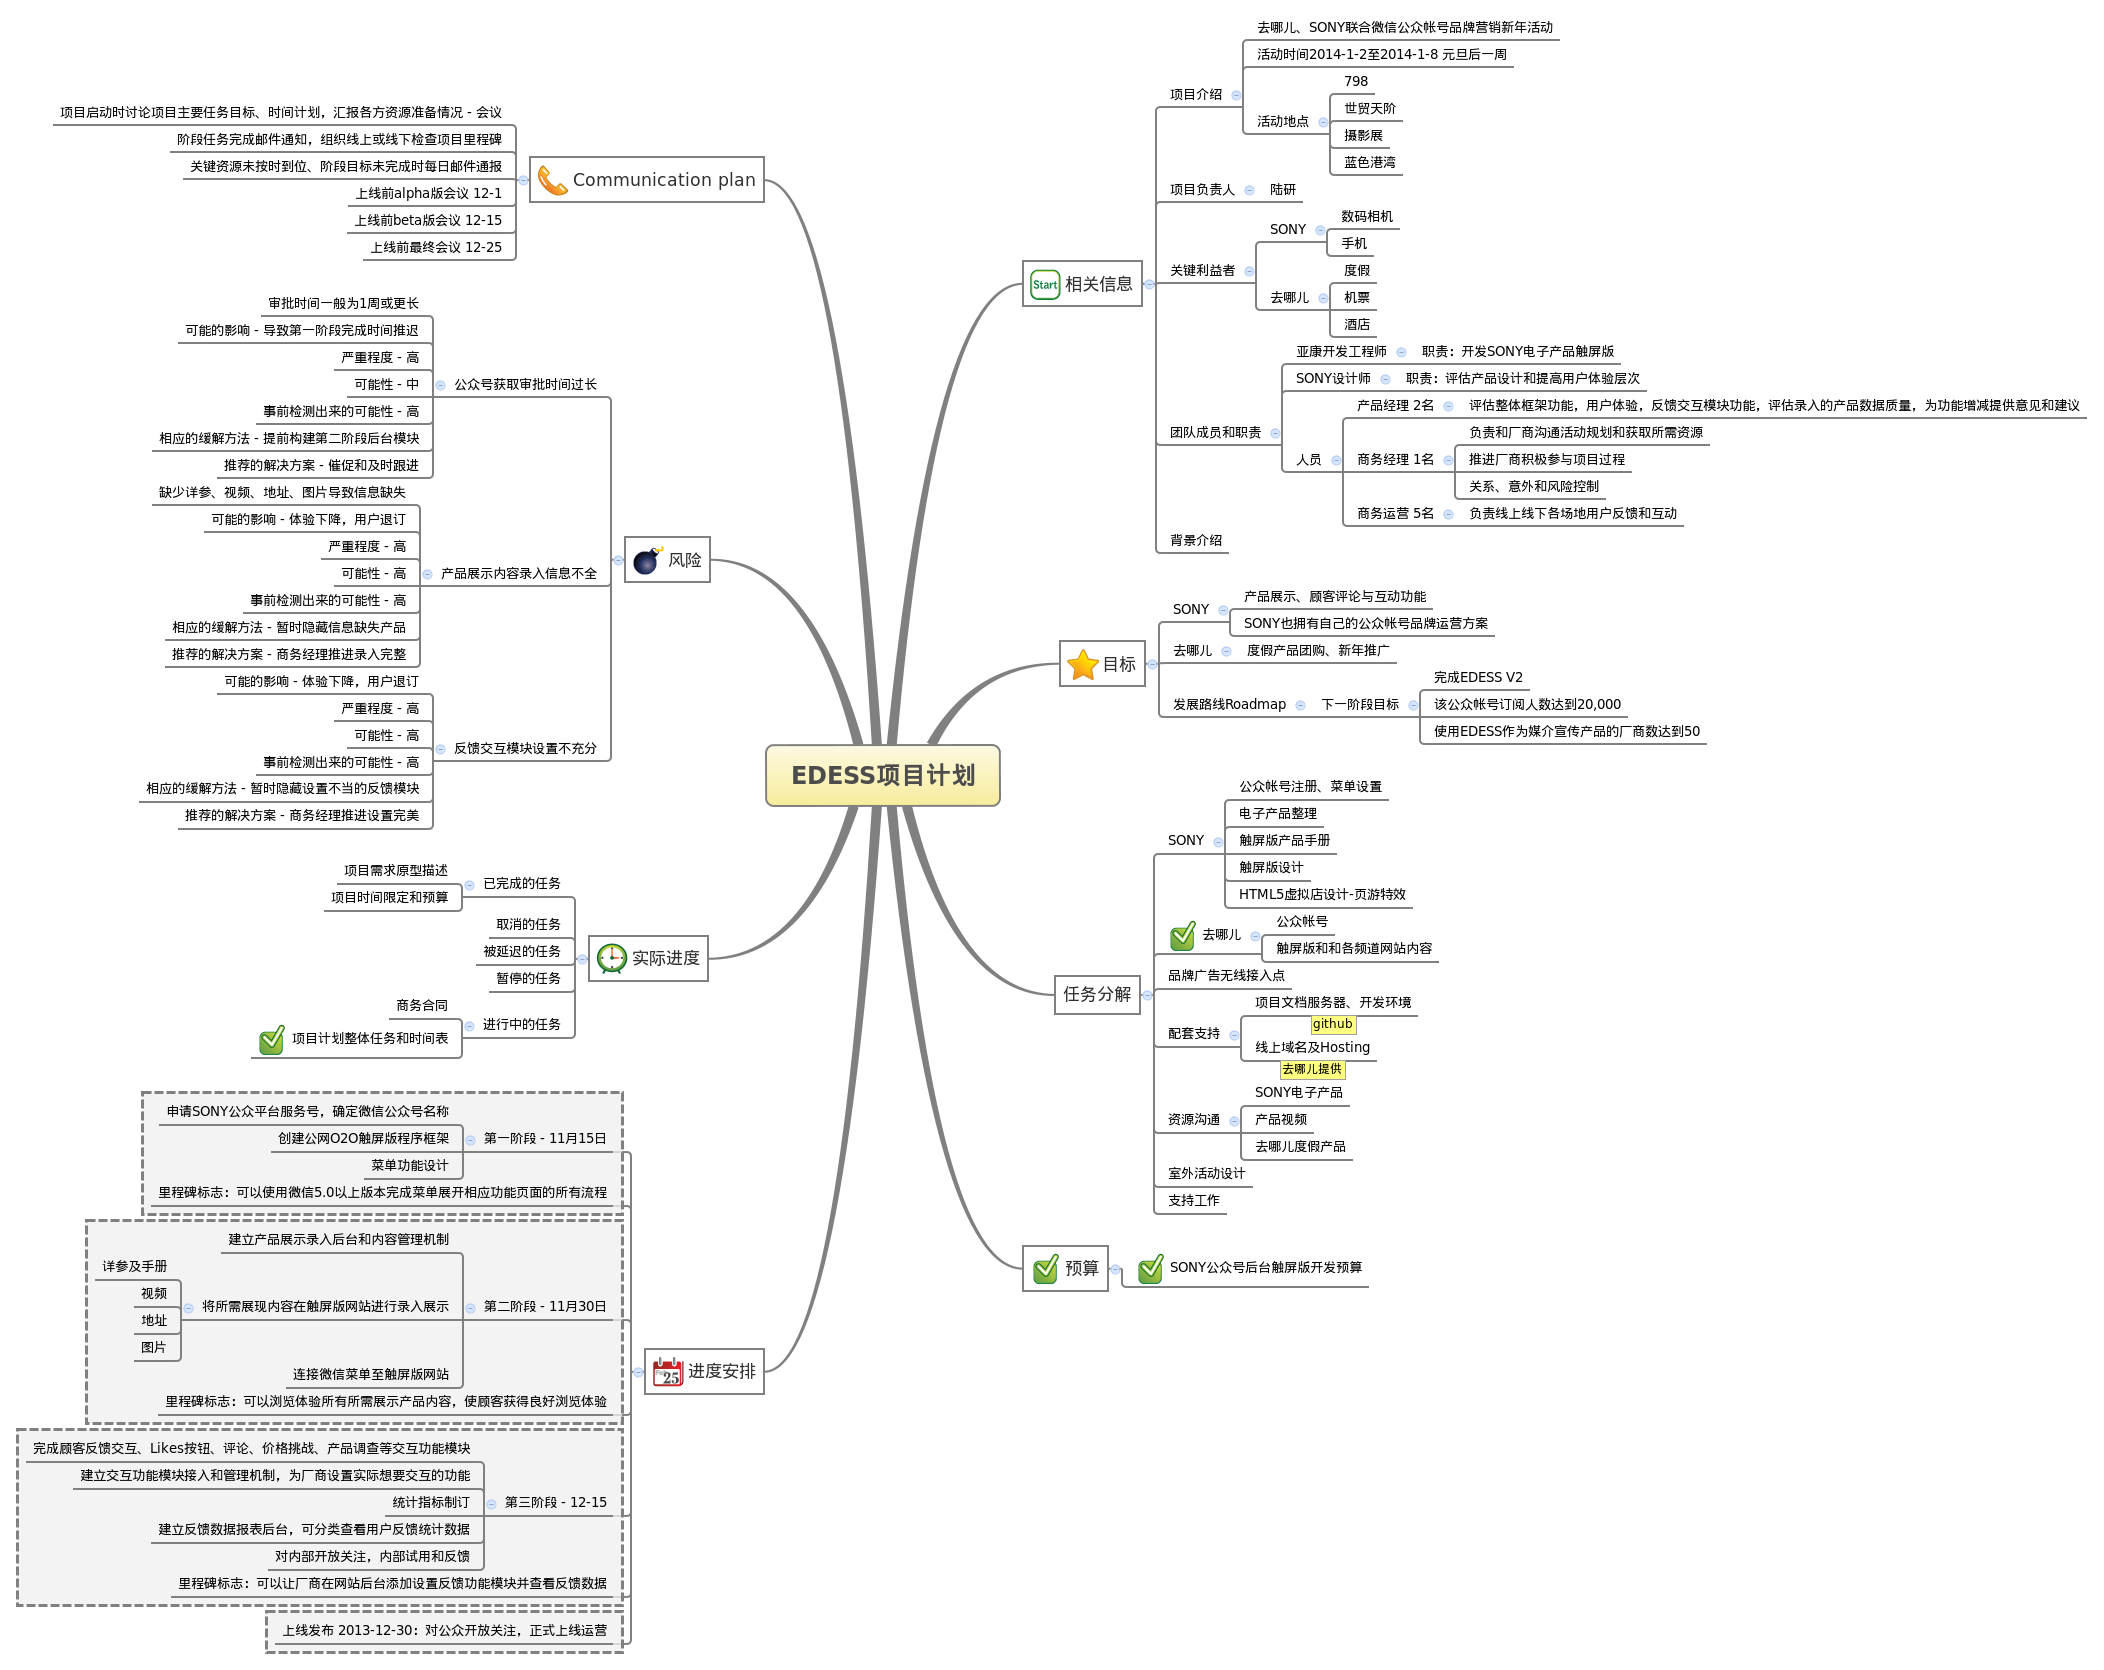 EDESS项目计划
相关信息
项目介绍
去哪儿、SONY联合微信公众帐号品牌营销新年活动
活动时间2014-1-2至2014-1-8 元旦后一周
活动地点
798
世贸天阶
摄影展
蓝色港湾
项目负责人
陆研
关键利益者
SONY
数码相机
手机
去哪儿
度假
机票
酒店
团队成员和职责
亚康开发工程师
职责：开发SONY电子产品触屏版
SONY设计师
职责：评估产品设计和提高用户体验层次
人员
产品经理 2名
评估整体框架功能，用户体验，反馈交互模块功能，评估录入的产品数据质量，为功能增减提供意见和建议
商务经理 1名
负责和厂商沟通活动规划和获取所需资源
推进厂商积极参与项目过程
关系、意外和风险控制
商务运营 5名
负责线上线下各场地用户反馈和互动
背景介绍
Start
目标
SONY
产品展示、顾客评论与互动功能
SONY也拥有自己的公众帐号品牌运营方案
去哪儿
度假产品团购、新年推广
发展路线Roadmap
下一阶段目标
完成EDESS V2
该公众帐号订阅人数达到20,000
使用EDESS作为媒介宣传产品的厂商数达到50
任务分解
SONY
公众帐号注册、菜单设置
电子产品整理
触屏版产品手册
触屏版设计
HTML5虚拟店设计-页游特效
去哪儿
公众帐号
触屏版和和各频道网站内容
品牌广告无线接入点
配套支持
项目文档服务器、开发环境
github
线上域名及Hosting
去哪儿提供
资源沟通
SONY电子产品
产品视频
去哪儿度假产品
室外活动设计
支持工作
预算
SONY公众号后台触屏版开发预算
Communication plan
项目启动时讨论项目主要任务目标、时间计划，汇报各方资源准备情况 - 会议
阶段任务完成邮件通知，组织线上或线下检查项目里程碑
关键资源未按时到位、阶段目标未完成时每日邮件通报
上线前alpha版会议 12-1
上线前beta版会议 12-15
上线前最终会议 12-25
风险
公众号获取审批时间过长
审批时间一般为1周或更长
可能的影响 - 导致第一阶段完成时间推迟
严重程度 - 高
可能性 - 中
事前检测出来的可能性 - 高
相应的缓解方法 - 提前构建第二阶段后台模块
推荐的解决方案 - 催促和及时跟进
产品展示内容录入信息不全
缺少详参、视频、地址、图片导致信息缺失
可能的影响 - 体验下降，用户退订
严重程度 - 高
可能性 - 高
事前检测出来的可能性 - 高
相应的缓解方法 - 暂时隐藏信息缺失产品
推荐的解决方案 - 商务经理推进录入完整
反馈交互模块设置不充分
可能的影响 - 体验下降，用户退订
严重程度 - 高
可能性 - 高
事前检测出来的可能性 - 高
相应的缓解方法 - 暂时隐藏设置不当的反馈模块
推荐的解决方案 - 商务经理推进设置完美
实际进度
已完成的任务
项目需求原型描述
项目时间限定和预算
取消的任务
被延迟的任务
暂停的任务
进行中的任务
商务合同
项目计划整体任务和时间表
进度安排
25
第一阶段 - 11月15日
申请SONY公众平台服务号，确定微信公众号名称
创建公网O2O触屏版程序框架
菜单功能设计
里程碑标志：可以使用微信5.0以上版本完成菜单展开相应功能页面的所有流程
第二阶段 - 11月30日
建立产品展示录入后台和内容管理机制
将所需展现内容在触屏版网站进行录入展示
详参及手册
视频
地址
图片
连接微信菜单至触屏版网站
里程碑标志：可以浏览体验所有所需展示产品内容，使顾客获得良好浏览体验
第三阶段 - 12-15
完成顾客反馈交互、Likes按钮、评论、价格挑战、产品调查等交互功能模块
建立交互功能模块接入和管理机制，为厂商设置实际想要交互的功能
统计指标制订
建立反馈数据报表后台，可分类查看用户反馈统计数据
对内部开放关注，内部试用和反馈
里程碑标志：可以让厂商在网站后台添加设置反馈功能模块并查看反馈数据
上线发布 2013-12-30：对公众开放关注，正式上线运营